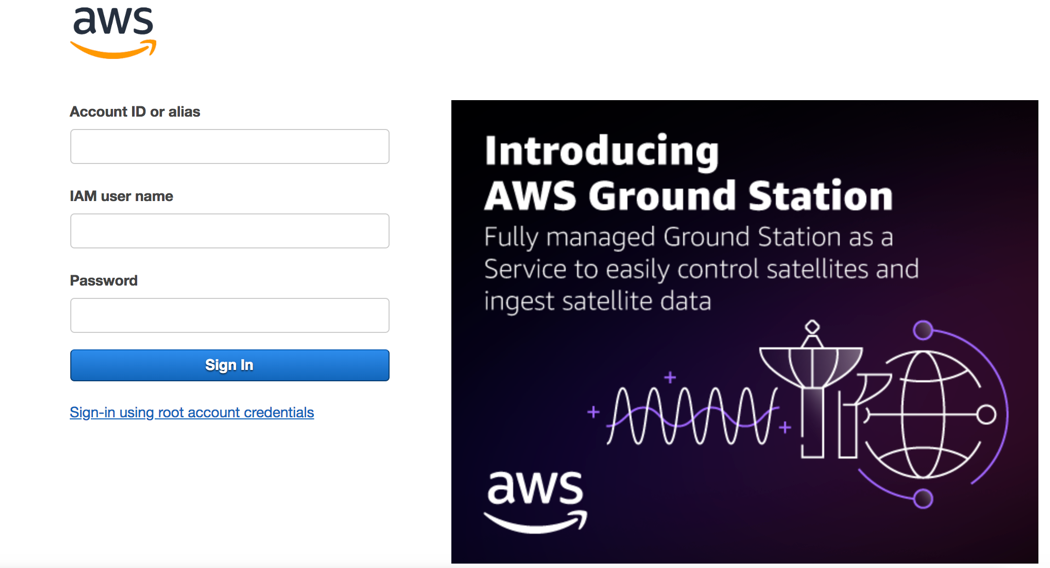 aws
Account ID or alias
IAM user name
Password
Sign In
Sign-in using root account credentials
Introducing
AWS Ground Station
Fully managed Ground Station as a
Service to easily control satellites and
ingest satellite data
aws